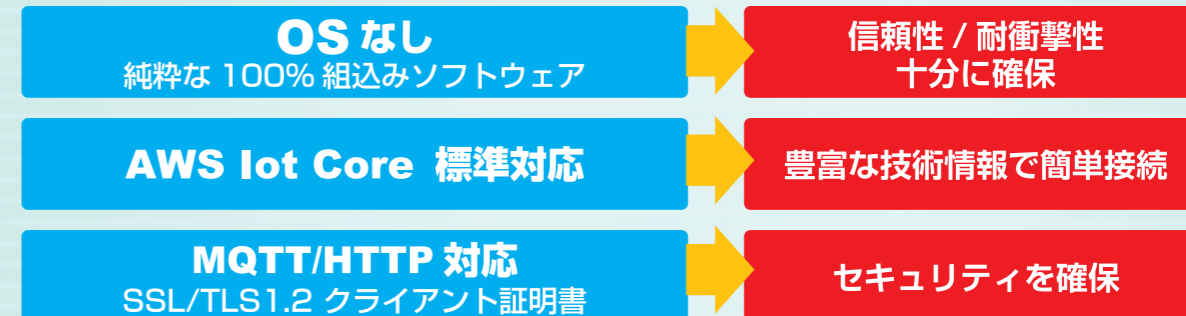 OS なし
純粋な 100% 組込みソフトウェア
信頼性 / 耐衝撃性
十分に確保
AWS Iot Core 標準対応
豊富な技術情報で簡単接続
MQTT/HTTP 対応
SSL/TLS1.2 クライアント証明書
セキュリティを確保